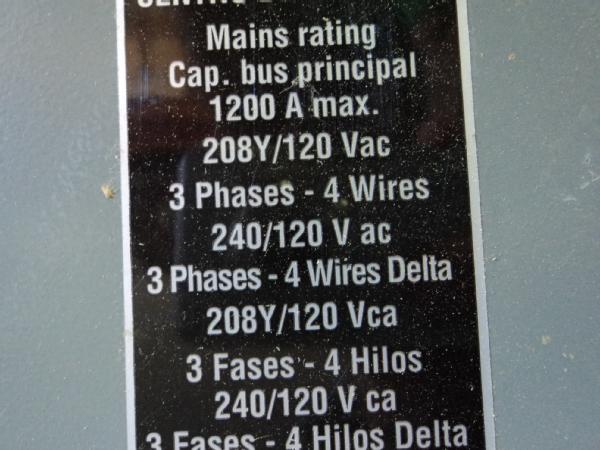 Mains rating
Cap. bus principal
1200 A max.
208Y/120 Vac
3 Phases - 4 Wires
240/120 V ac
3 Phases - 4 Wires Delta
208Y/120 Vca
3 Fases - 4 Hilos
240/120 V ca
3 Fases - 4 Hilos Delta